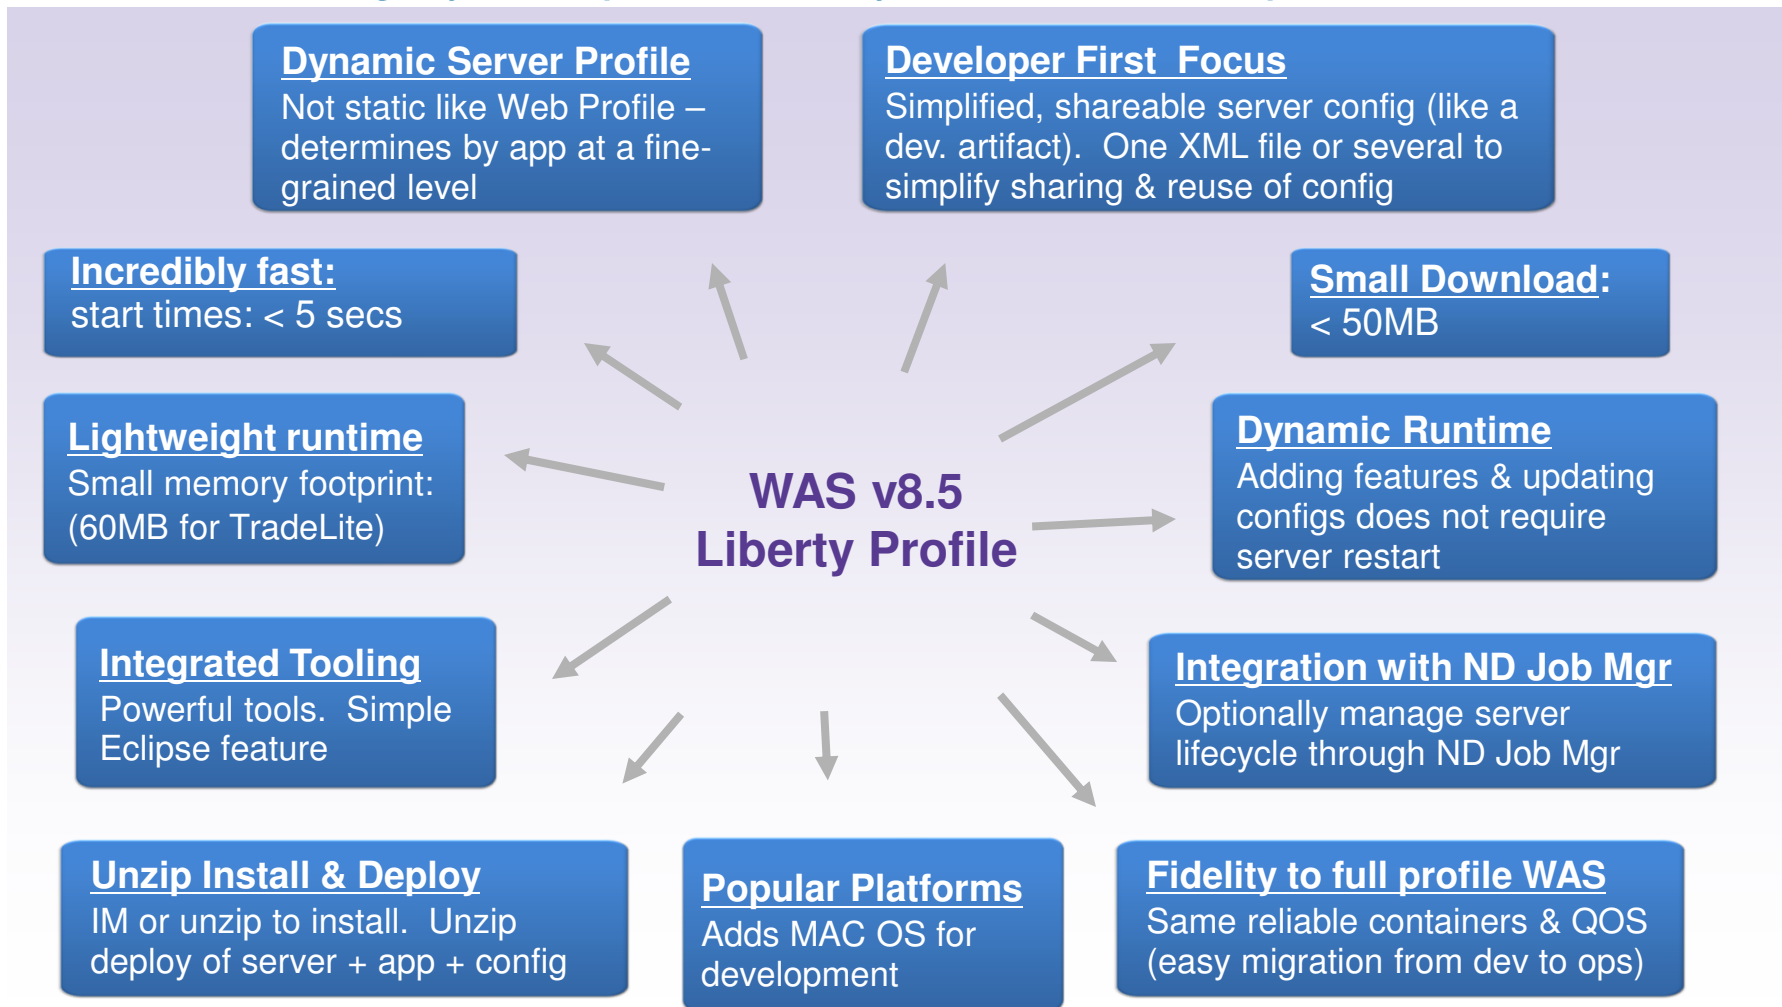 Dynamic Server Profile
Not static like Web Profile –
determines by app at a fine-
grained level
Developer First  Focus
Simplified, shareable server config (like a
dev. artifact).  One XML file or several to
simplify sharing & reuse of config
Incredibly fast:
start times: < 5 secs
Small Download:
< 50MB
Lightweight runtime
Small memory footprint:
(60MB for TradeLite)
Dynamic Runtime
Adding features & updating
configs does not require
server restart
WAS v8.5
Liberty Profile
Integrated Tooling
Powerful tools.  Simple
Eclipse feature
Integration with ND Job Mgr
Optionally manage server
lifecycle through ND Job Mgr
Unzip Install & Deploy
IM or unzip to install.  Unzip
deploy of server + app + config
Popular Platforms
Adds MAC OS for
development
Fidelity to full profile WAS
Same reliable containers & QOS
(easy migration from dev to ops)